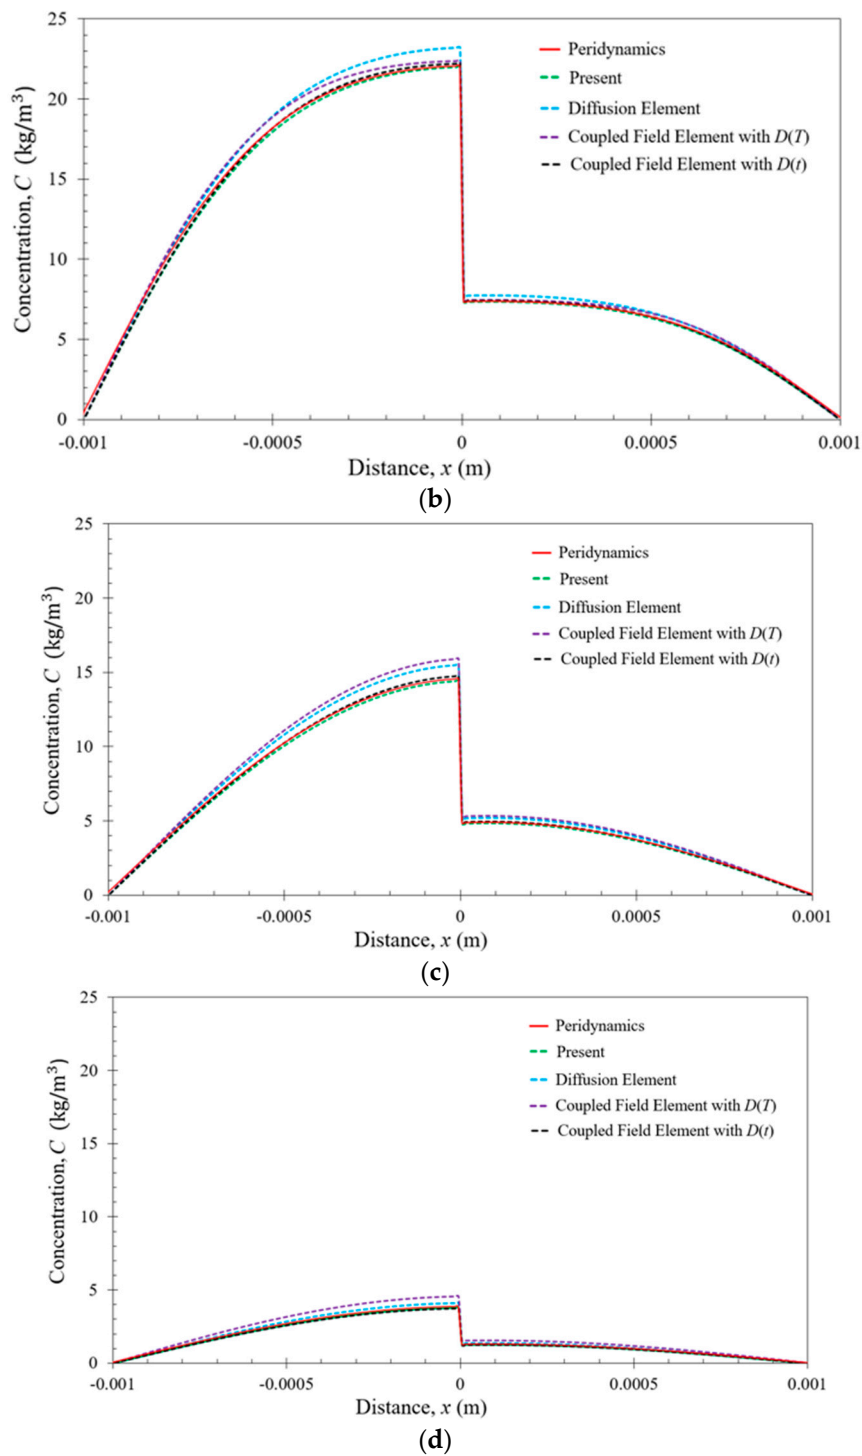 25
20
15
10
5
0
Concentration, C (kg/m³)
Peridynamics
Present
Diffusion Element
Coupled Field Element with D(T)
Coupled Field Element with D(t)
-0.001 -0.0005 0 0.0005 0.001
Distance, x (m)
(b)
25
20
15
10
5
0
Concentration, C (kg/m³)
Peridynamics
Present
Diffusion Element
Coupled Field Element with D(T)
Coupled Field Element with D(t)
-0.001 -0.0005 0 0.0005 0.001
Distance, x (m)
(c)
25
20
15
10
5
0
Concentration, C (kg/m³)
Peridynamics
Present
Diffusion Element
Coupled Field Element with D(T)
Coupled Field Element with D(t)
-0.001 -0.0005 0 0.0005 0.001
Distance, x (m)
(d)